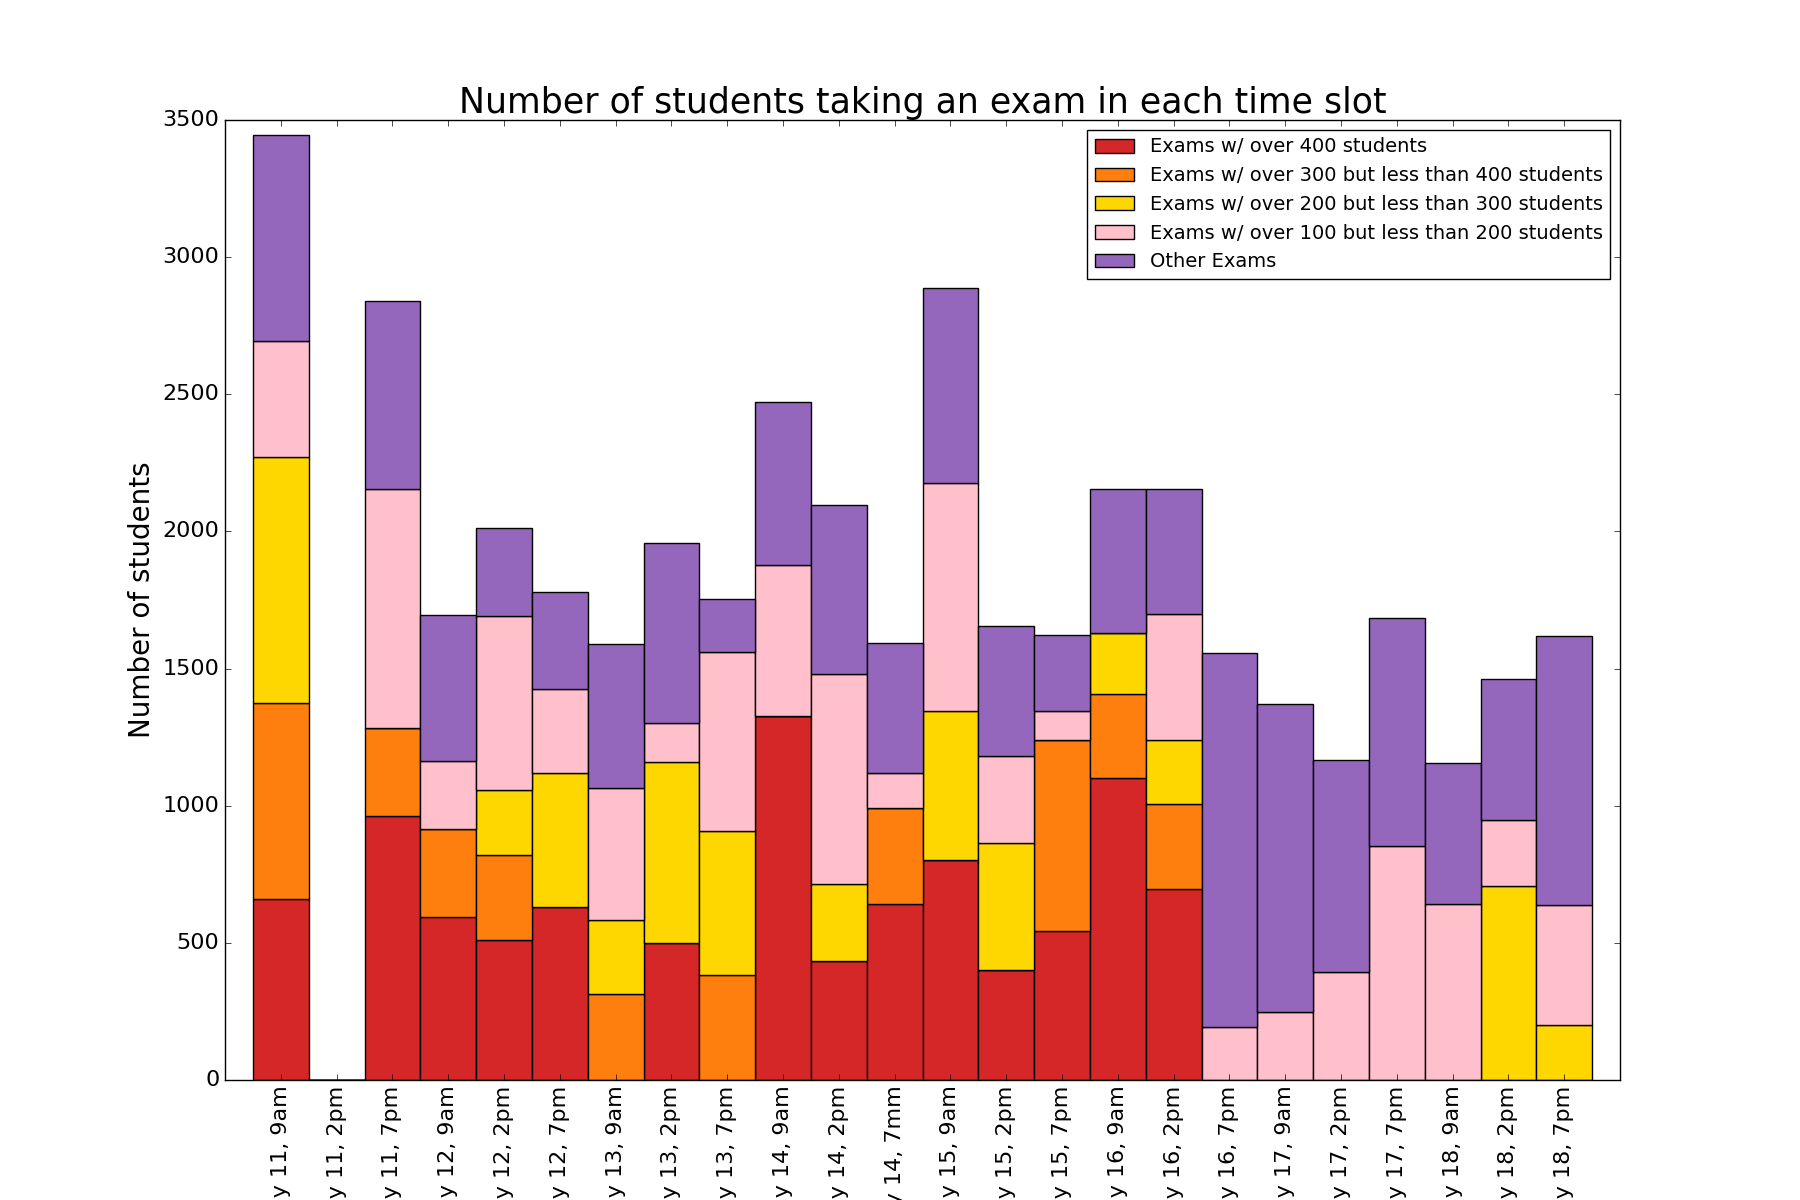 Number of students taking an exam in each time slot
Exams w/ over 400 students
Exams w/ over 300 but less than 400 students
Exams w/ over 200 but less than 300 students
Exams w/ over 100 but less than 200 students
Other Exams
Number of students
3500
3000
2500
2000
1500
1000
500
0
y 11, 9am
y 11, 2pm
y 11, 7pm
y 12, 9am
y 12, 2pm
y 12, 7pm
y 13, 9am
y 13, 2pm
y 13, 7pm
y 14, 9am
y 14, 2pm
y 14, 7mm
y 15, 9am
y 15, 2pm
y 15, 7pm
y 16, 9am
y 16, 2pm
y 16, 7pm
y 17, 9am
y 17, 2pm
y 17, 7pm
y 18, 9am
y 18, 2pm
y 18, 7pm